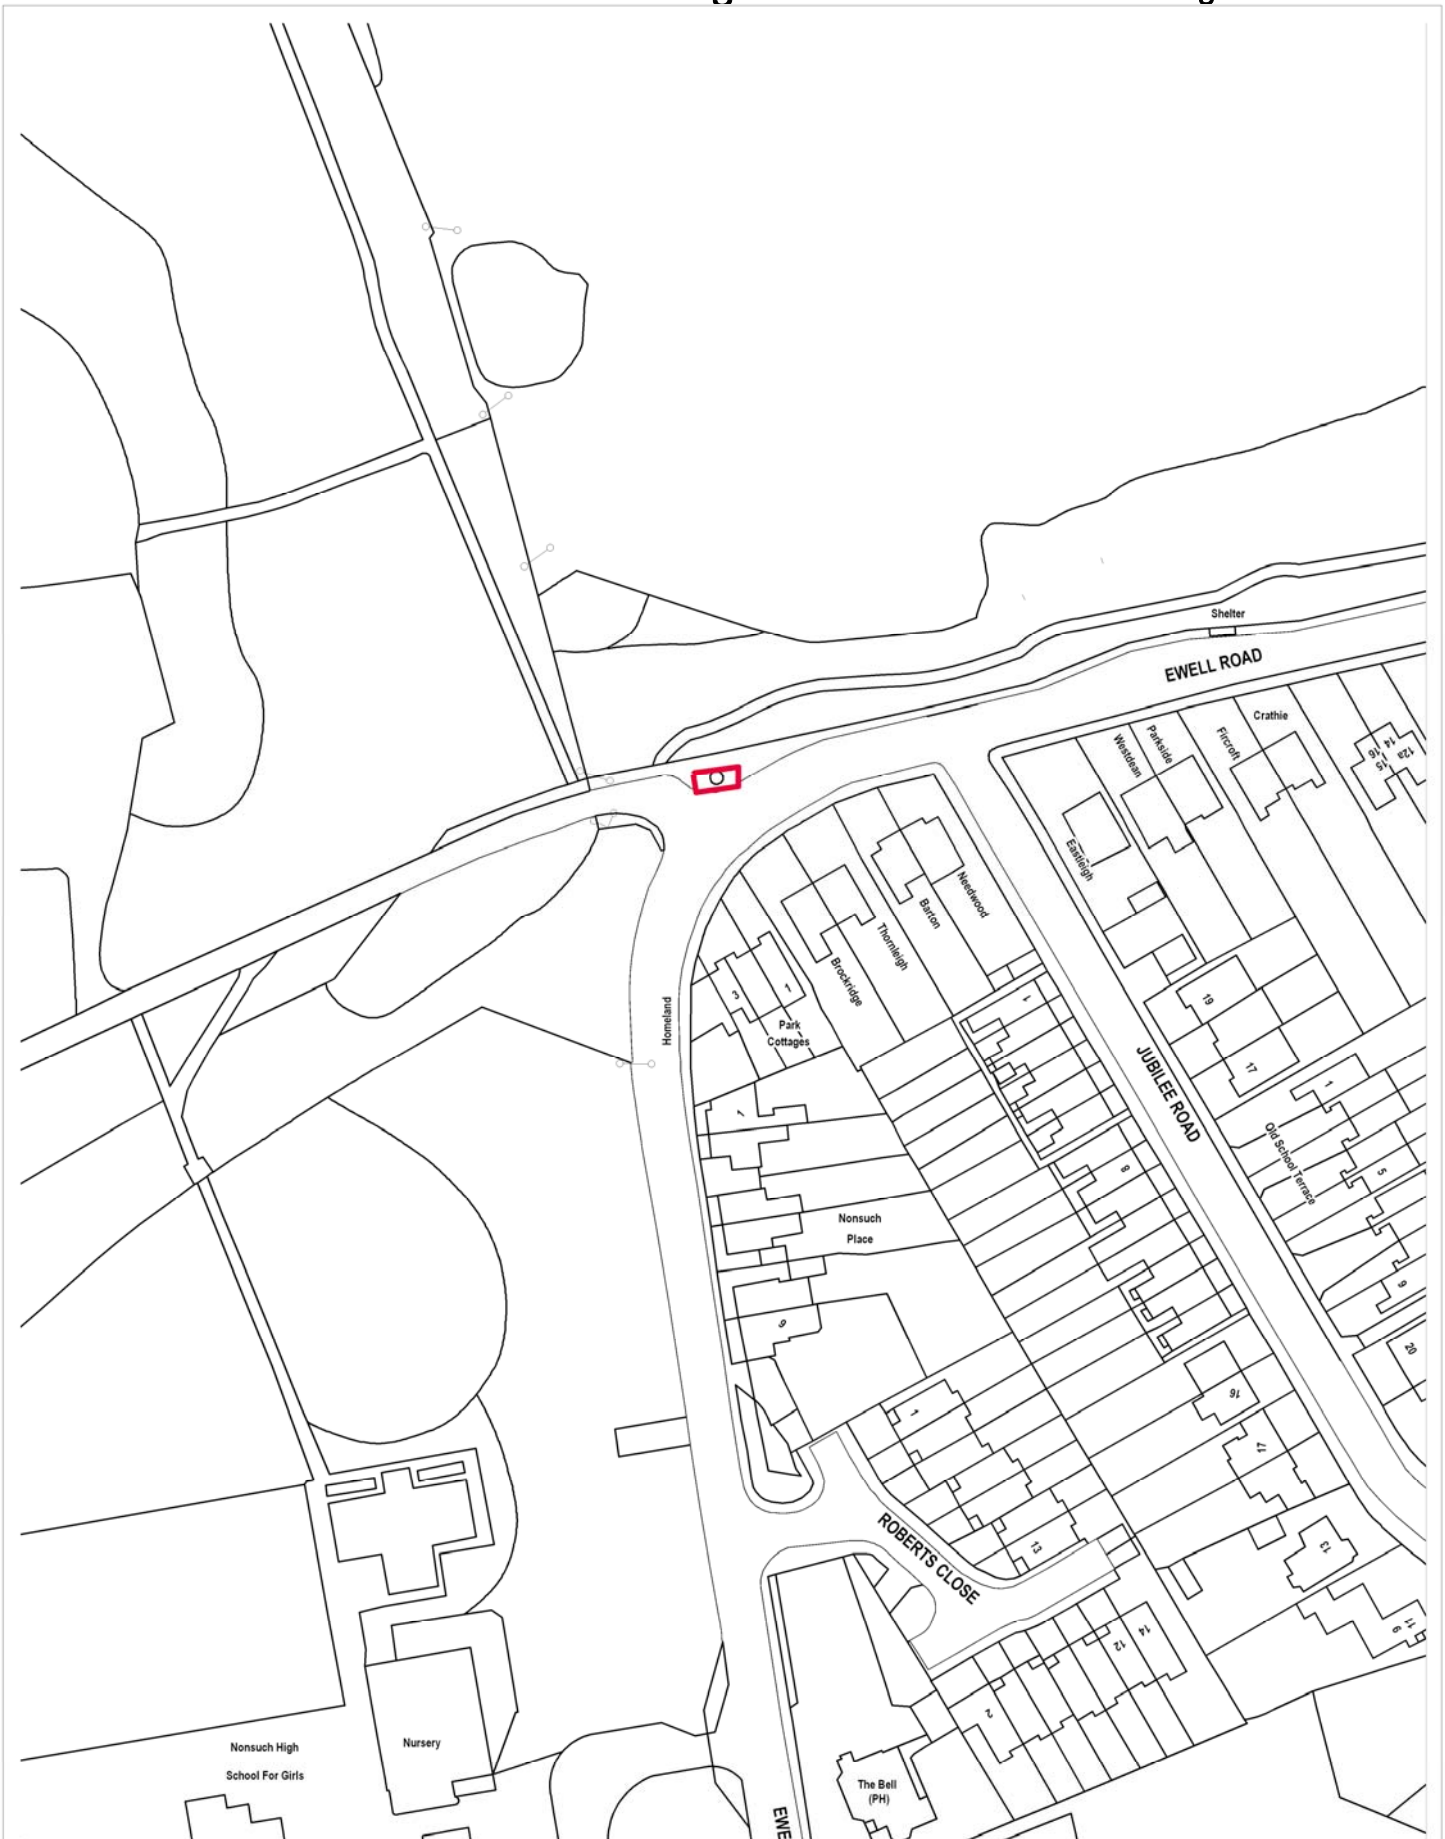 Shelter
EWELL ROAD
Crathie
Fircroft
Parkside
Westdean
14
12a
16
15
Eastleigh
Needwood
Barton
Thornleigh
Brockridge
3
1
Park
Cottages
Homeland
1
19
17
JUBILEE ROAD
1
Old School Terrace
5
9
20
1
8
Nonsuch
Place
9
16
17
1
13
ROBERTS CLOSE
13
11
9
14
12
2
Nonsuch High
School For Girls
Nursery
The Bell
(PH)
EWE